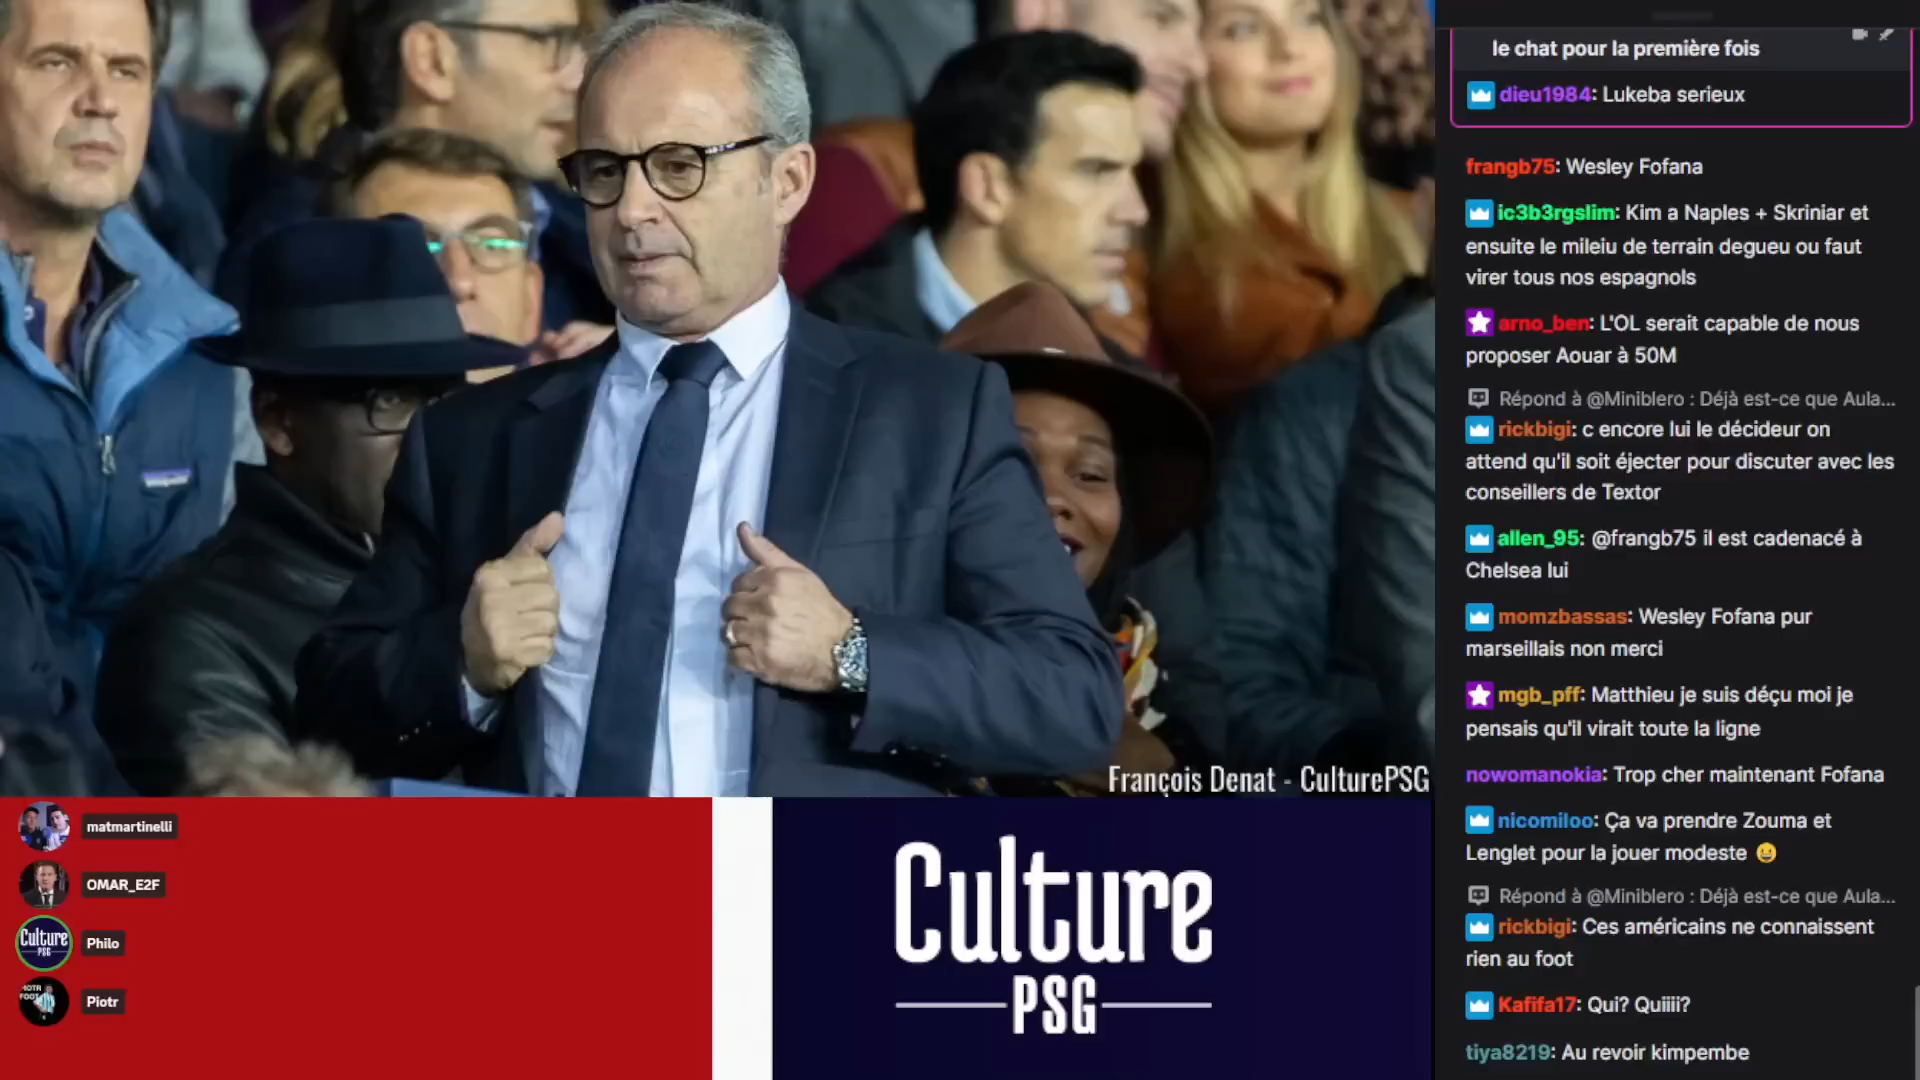 François Denat - CulturePSG
matmartinelli
OMAR_E2F
Culture
PSG
Philo
Piotr
Culture
PSG
le chat pour la première fois
dieu1984: Lukeba serieux
frangb75: Wesley Fofana
ic3b3rgslim: Kim a Naples + Skriniar et
ensuite le mileiu de terrain degueu ou faut
virer tous nos espagnols
arno_ben: L'OL serait capable de nous
proposer Aouar à 50M
Répond à @Miniblero : Déjà est-ce que Aula...
rickbigi: c encore lui le décideur on
attend qu'il soit éjecter pour discuter avec les
conseillers de Textor
allen_95: @frangb75 il est cadenacé à
Chelsea lui
momzbassas: Wesley Fofana pur
marseillais non merci
mgb_pff: Matthieu je suis déçu moi je
pensais qu'il virait toute la ligne
nowomanokia: Trop cher maintenant Fofana
nicomiloo: Ça va prendre Zouma et
Lenglet pour la jouer modeste 😀
Répond à @Miniblero : Déjà est-ce que Aula...
rickbigi: Ces américains ne connaissent
rien au foot
Kafifa17: Qui? Quiiii?
tiya8219: Au revoir kimpembe